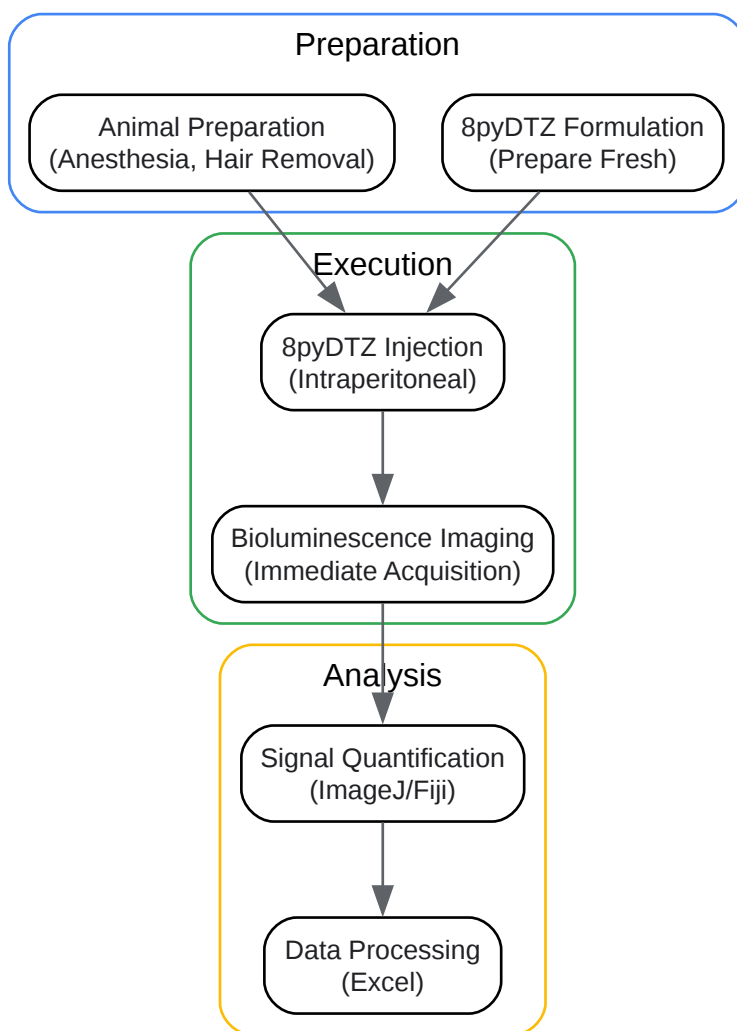 Preparation
Animal Preparation
(Anesthesia, Hair Removal)
8pyDTZ Formulation
(Prepare Fresh)
Execution
8pyDTZ Injection
(Intraperitoneal)
Bioluminescence Imaging
(Immediate Acquisition)
Analysis
Signal Quantification
(ImageJ/Fiji)
Data Processing
(Excel)